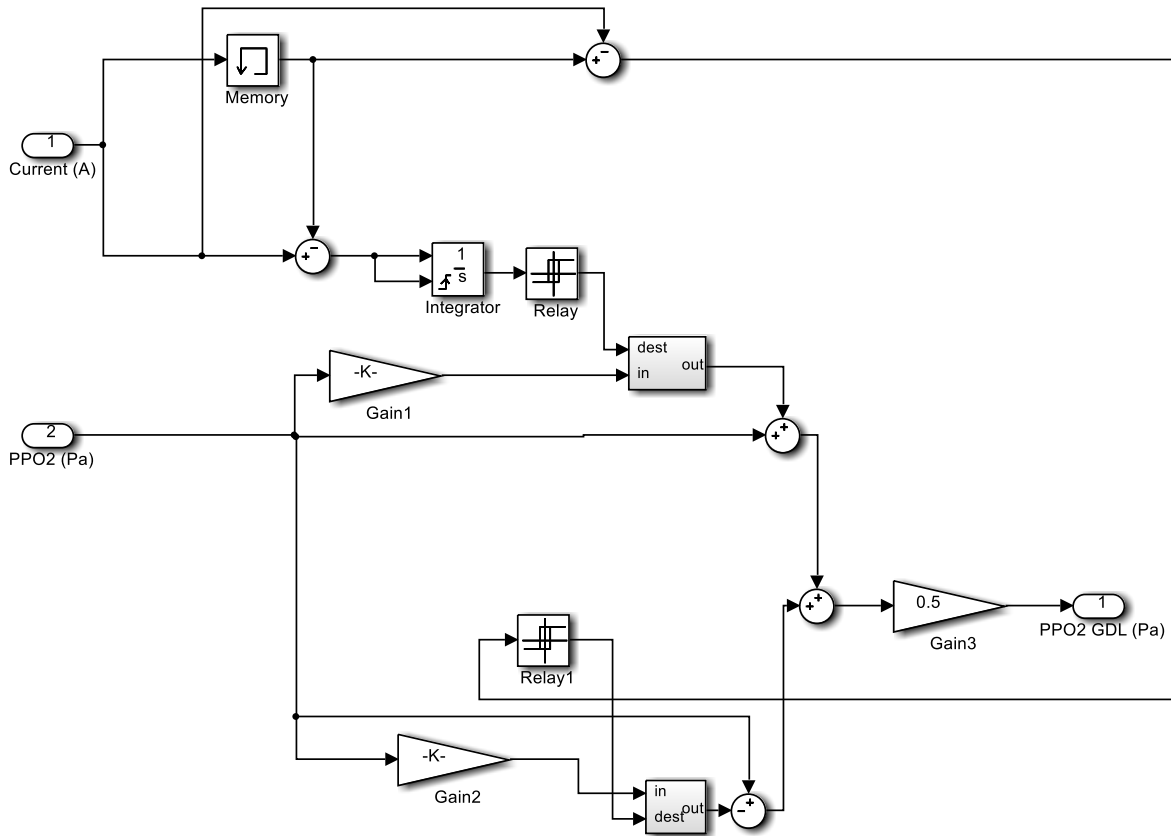 Memory
1
Current (A)
1
s
Integrator
Relay
dest
in
out
-K-
Gain1
2
PPO2 (Pa)
0.5
Gain3
1
PPO2 GDL (Pa)
Relay1
-K-
Gain2
in
dest
out